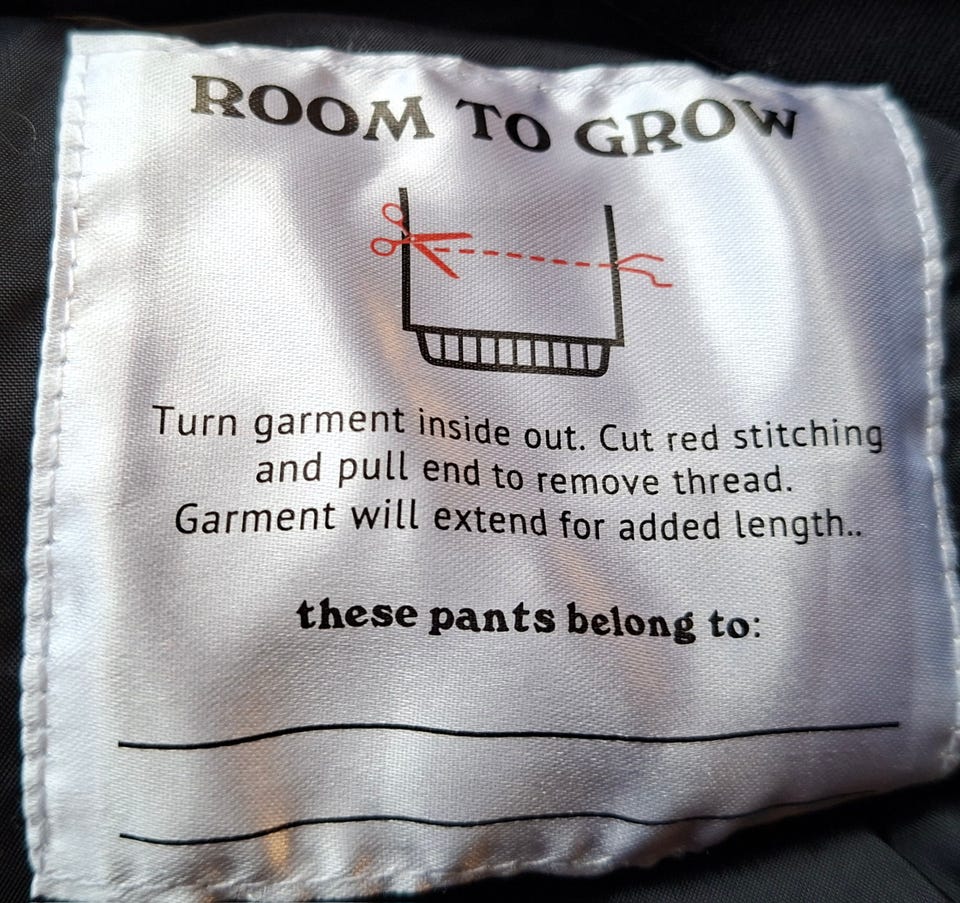 ROOM TO GROW
Turn garment inside out. Cut red stitching
and pull end to remove thread.
Garment will extend for added length..
these pants belong to: